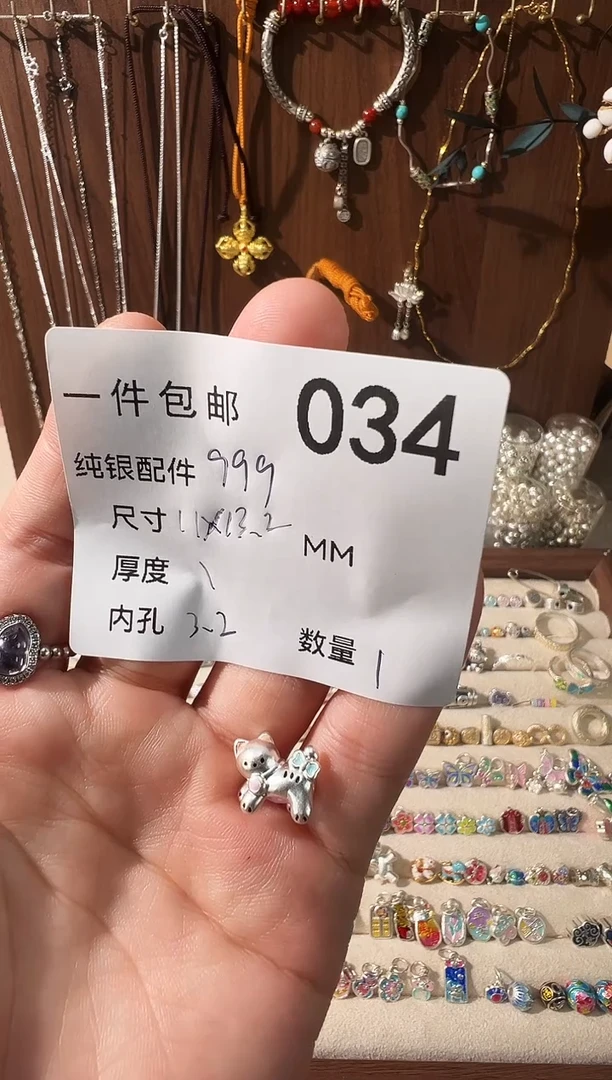 一件包邮 034
纯银配件 999
尺寸 11x13.2 MM
厚度 1
内孔 3.2
数量 1